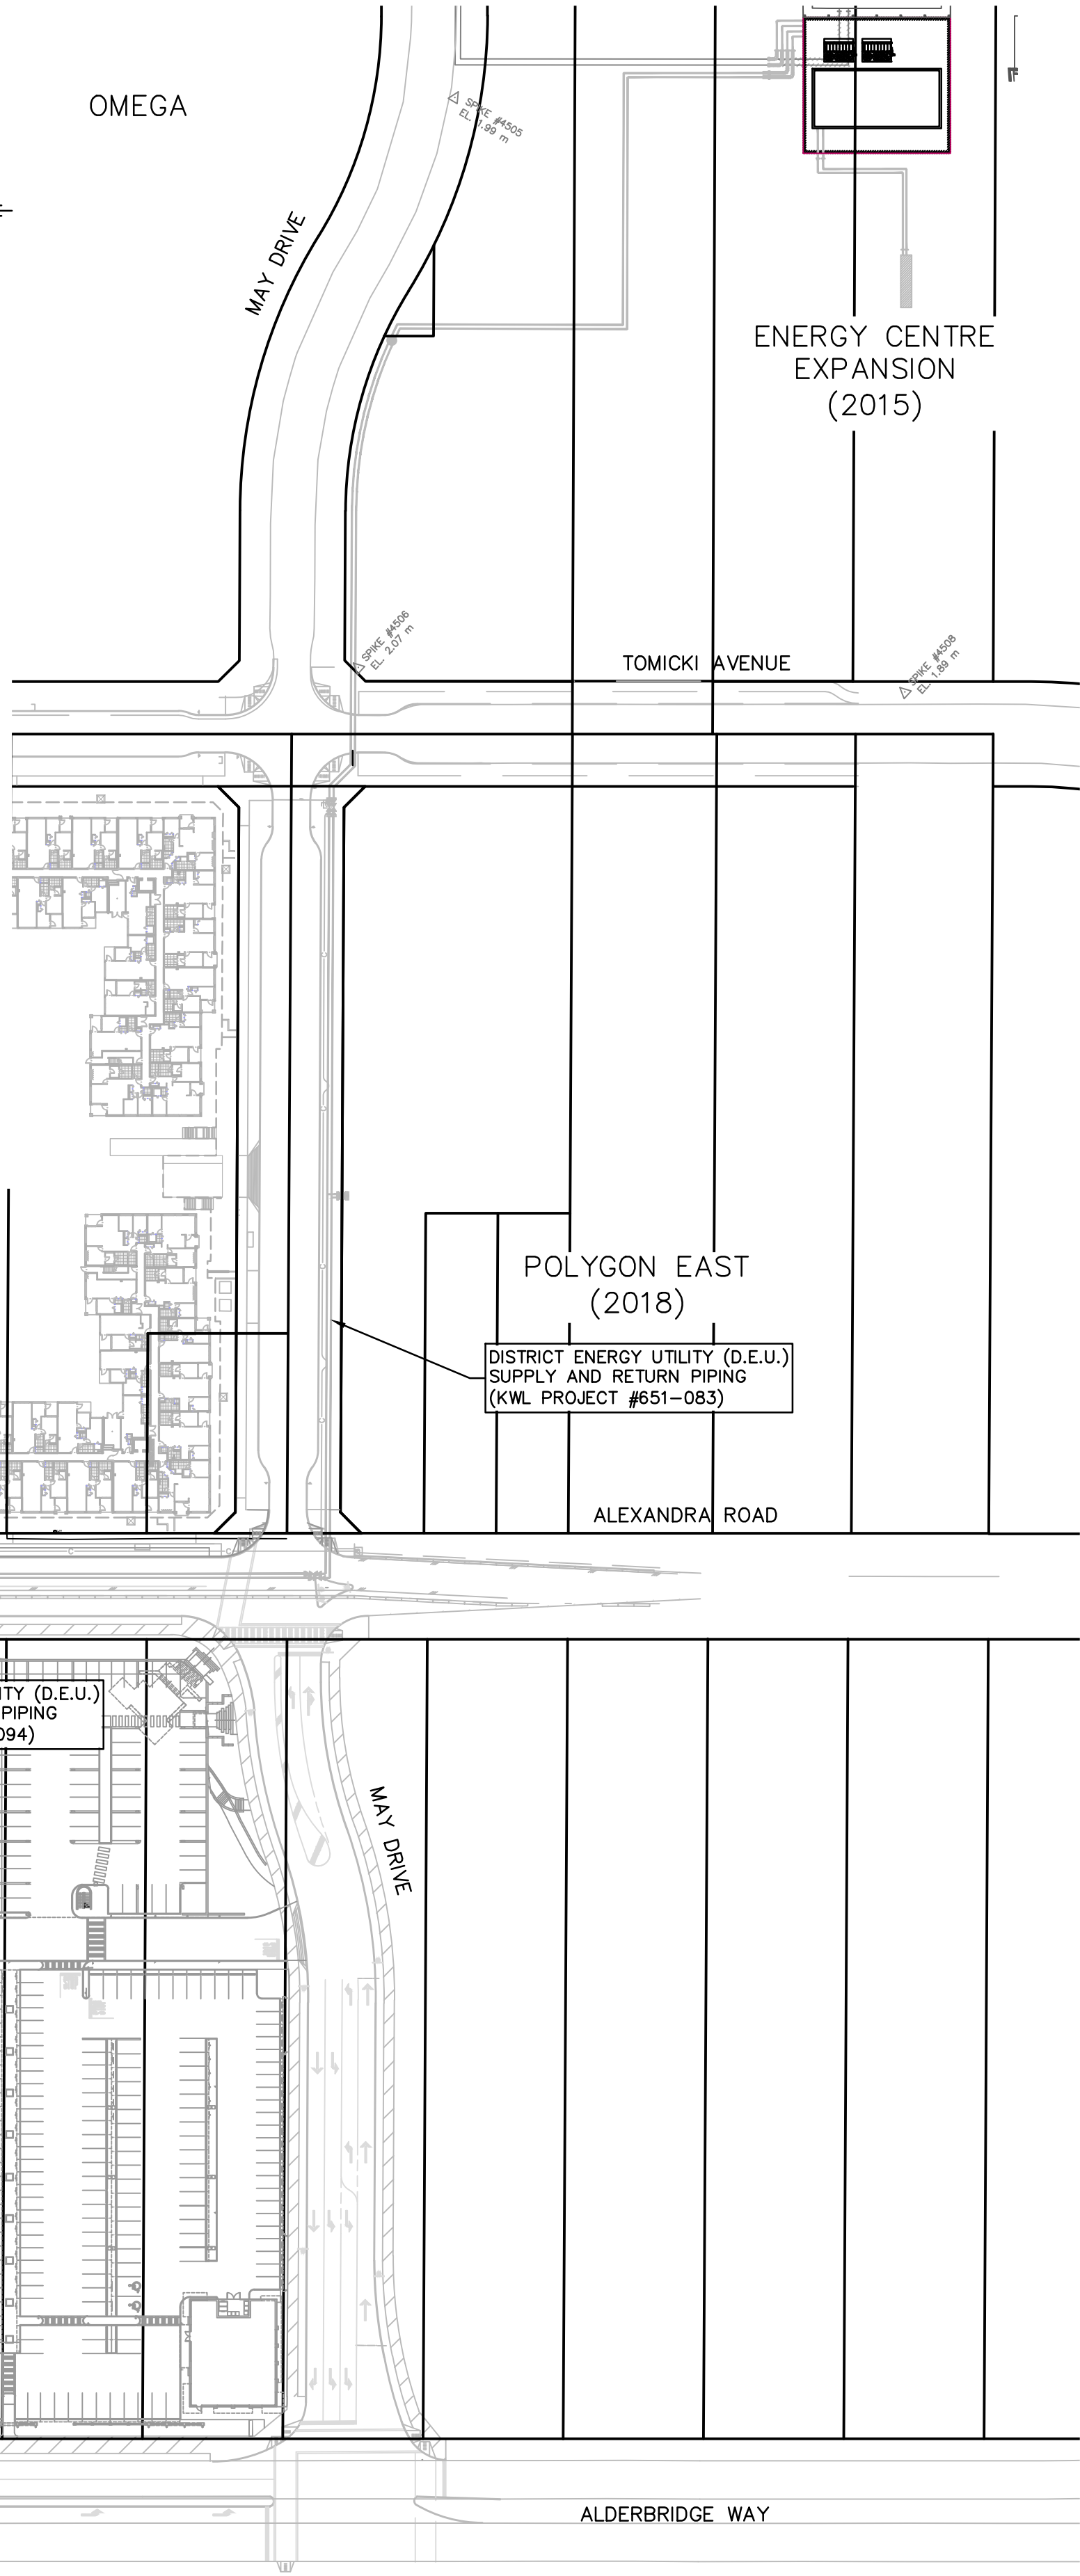 OMEGA
SPIKE #4505
EL. 1.99 m
MAY DRIVE
ENERGY CENTRE
EXPANSION
(2015)
SPIKE #4506
EL. 2.07 m
TOMICKI AVENUE
SPIKE #4508
EL. 1.89 m
POLYGON EAST
(2018)
DISTRICT ENERGY UTILITY (D.E.U.)
SUPPLY AND RETURN PIPING
(KWL PROJECT #651-083)
ALEXANDRA ROAD
ITY (D.E.U.)
PIPING
094)
MAY DRIVE
ALDERBRIDGE WAY